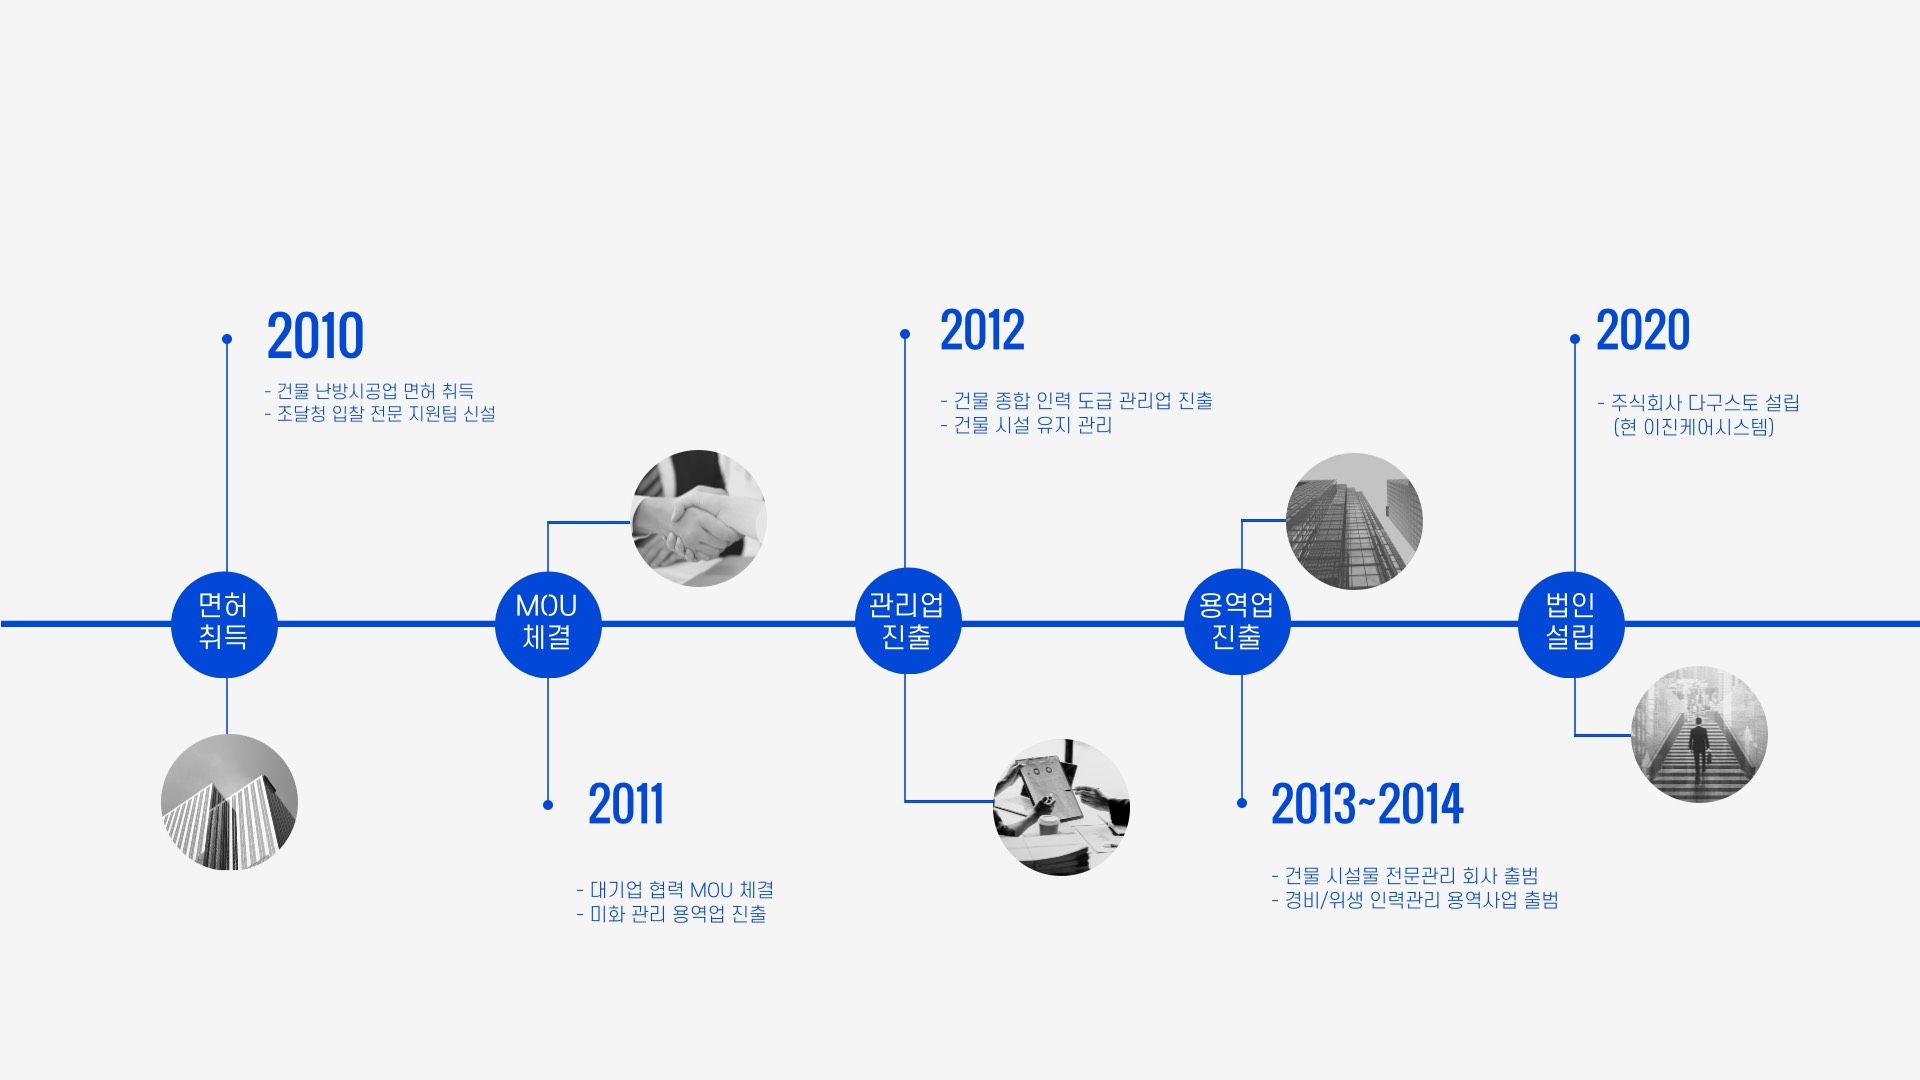 2010
- 건물 난방시공업 면허 취득
- 조달청 입찰 전문 지원팀 신설
면허
취득
MOU
체결
2011
- 대기업 협력 MOU 체결
- 미화 관리 용역업 진출
2012
- 건물 종합 인력 도급 관리업 진출
- 건물 시설 유지 관리
관리업
진출
용역업
진출
2013~2014
- 건물 시설물 전문관리 회사 출범
- 경비/위생 인력관리 용역사업 출범
2020
- 주식회사 다구스토 설립
(현 이진케어시스템)
법인
설립